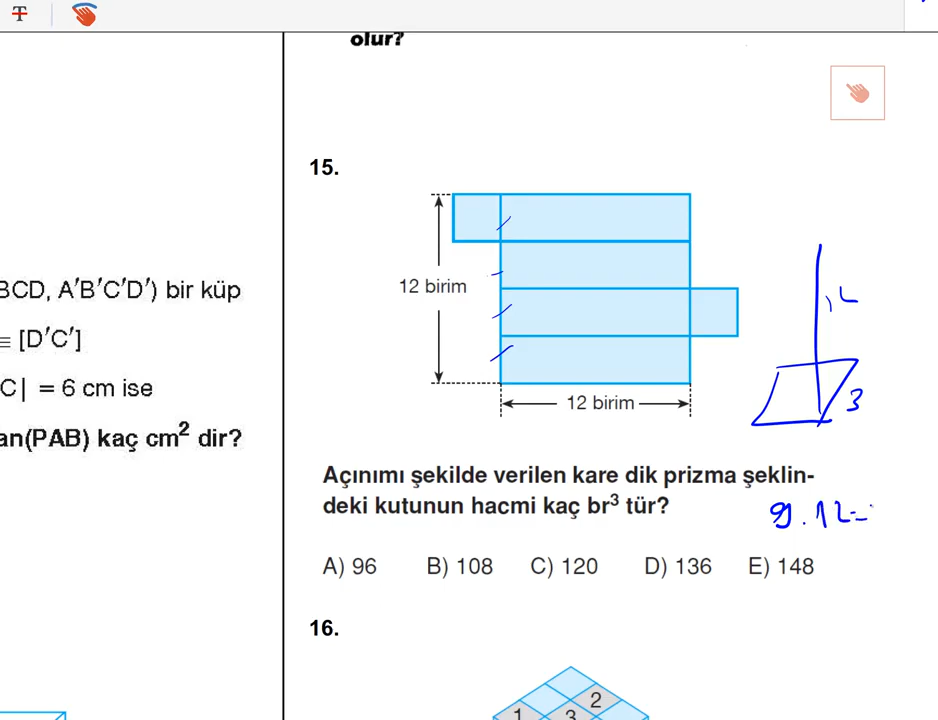 T
olur?
15.
12 birim
12 birim
12
3
BCD, A′B′C′D′) bir küp
≡ [D′C′]
C| = 6 cm ise
an(PAB) kaç cm² dir?
Açınımı şekilde verilen kare dik prizma şeklin-
deki kutunun hacmi kaç br³ tür?
9.12=
A) 96 B) 108 C) 120 D) 136 E) 148
16.
2
1 3